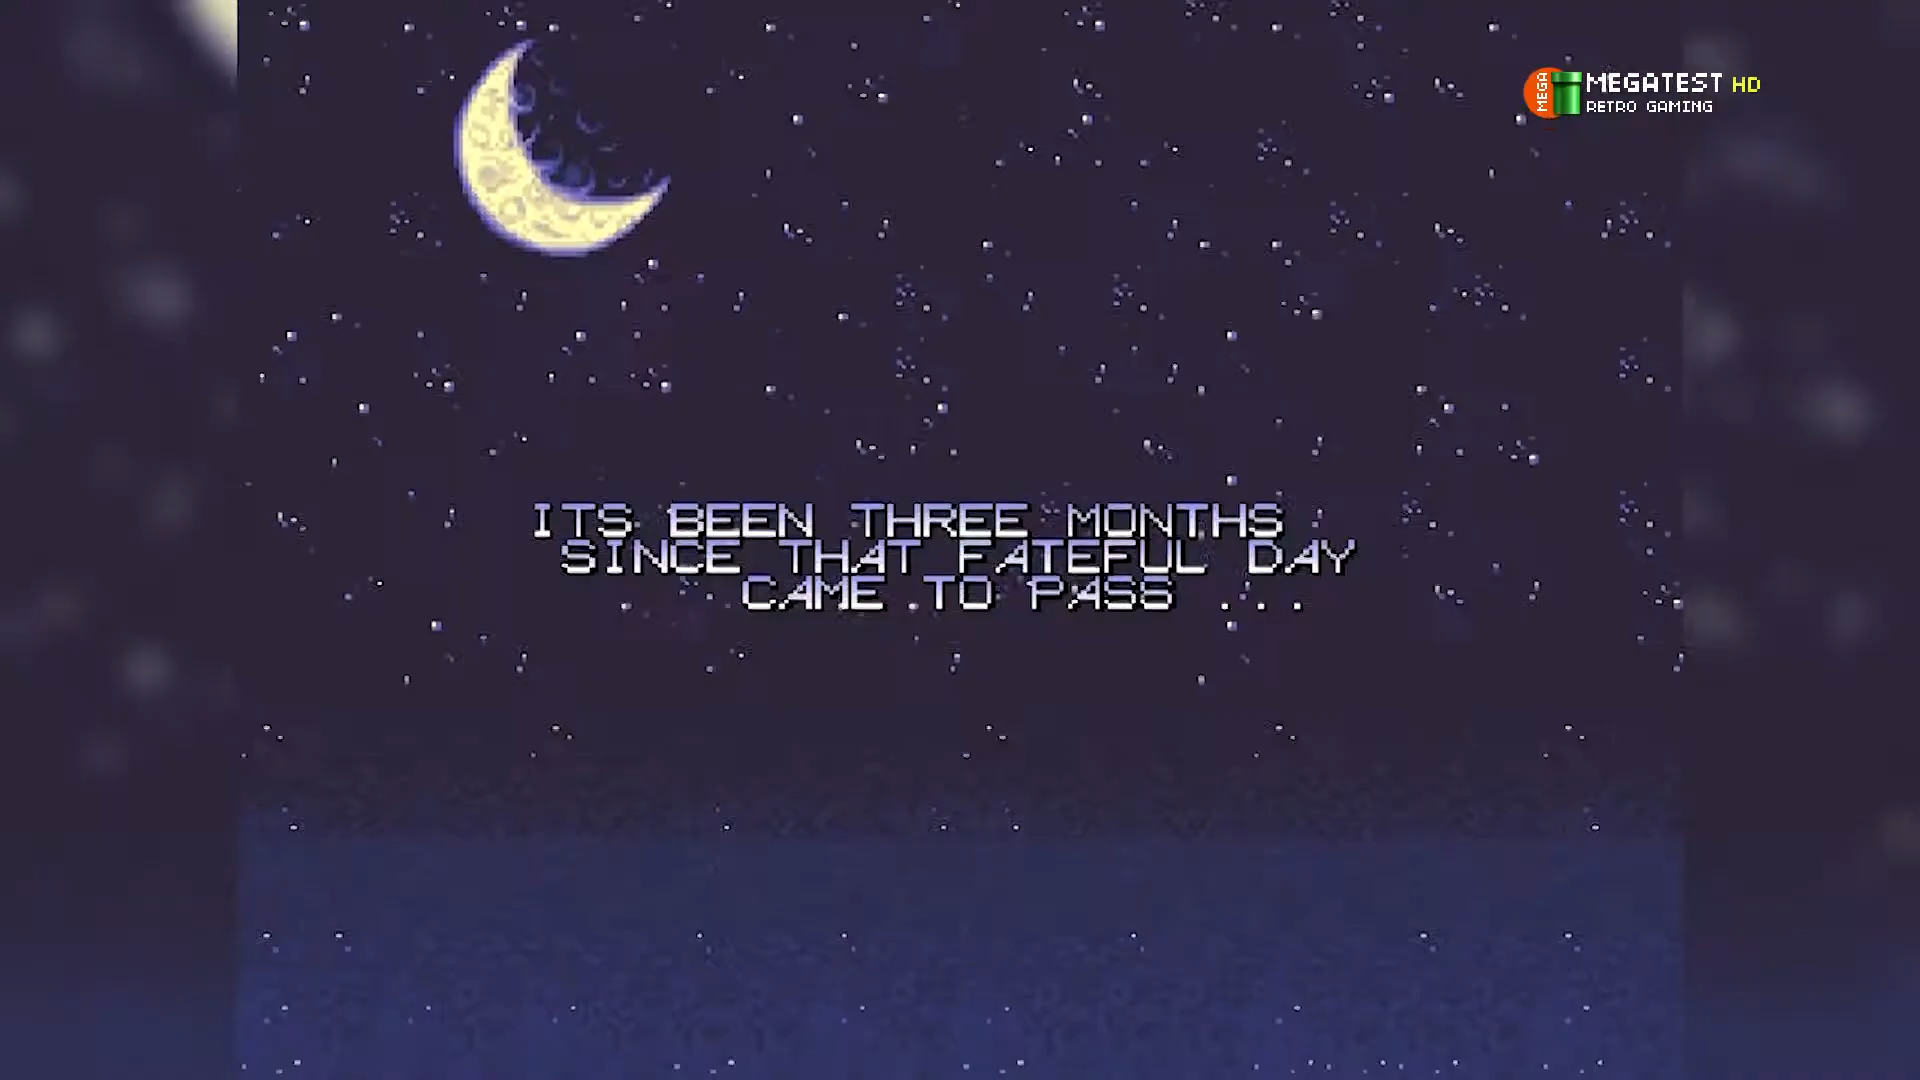 MEGA
MEGATEST HD
RETRO GAMING
ITS BEEN THREE MONTHS
SINCE THAT FATEFUL DAY
CAME TO PASS ...